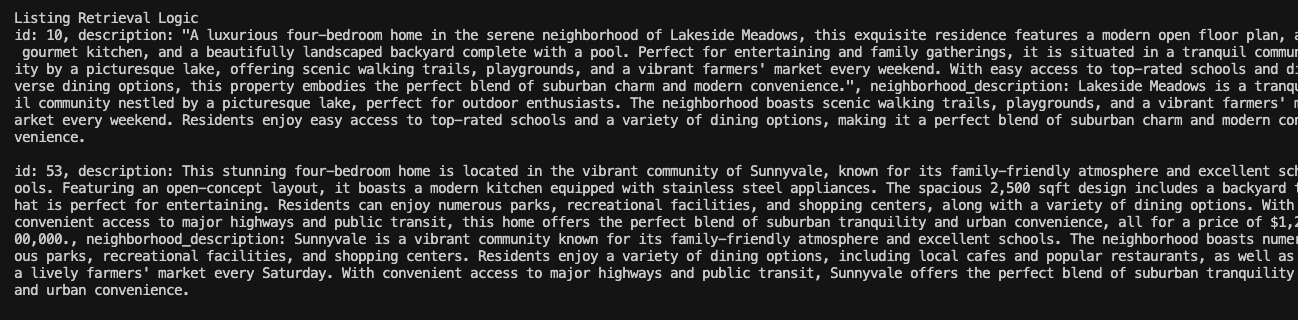 Listing Retrieval Logic
id: 10, description: "A luxurious four-bedroom home in the serene neighborhood of Lakeside Meadows, this exquisite residence features a modern open floor plan, a
gourmet kitchen, and a beautifully landscaped backyard complete with a pool. Perfect for entertaining and family gatherings, it is situated in a tranquil commun
ity by a picturesque lake, offering scenic walking trails, playgrounds, and a vibrant farmers' market every weekend. With easy access to top-rated schools and di
verse dining options, this property embodies the perfect blend of suburban charm and modern convenience.", neighborhood_description: Lakeside Meadows is a tranqu
il community nestled by a picturesque lake, perfect for outdoor enthusiasts. The neighborhood boasts scenic walking trails, playgrounds, and a vibrant farmers' m
arket every weekend. Residents enjoy easy access to top-rated schools and a variety of dining options, making it a perfect blend of suburban charm and modern con
venience.
id: 53, description: This stunning four-bedroom home is located in the vibrant community of Sunnyvale, known for its family-friendly atmosphere and excellent sch
ools. Featuring an open-concept layout, it boasts a modern kitchen equipped with stainless steel appliances. The spacious 2,500 sqft design includes a backyard t
hat is perfect for entertaining. Residents can enjoy numerous parks, recreational facilities, and shopping centers, along with a variety of dining options. With
convenient access to major highways and public transit, this home offers the perfect blend of suburban tranquility and urban convenience, all for a price of $1,2
00,000., neighborhood_description: Sunnyvale is a vibrant community known for its family-friendly atmosphere and excellent schools. The neighborhood boasts numer
ous parks, recreational facilities, and shopping centers. Residents enjoy a variety of dining options, including local cafes and popular restaurants, as well as
a lively farmers' market every Saturday. With convenient access to major highways and public transit, Sunnyvale offers the perfect blend of suburban tranquility
and urban convenience.